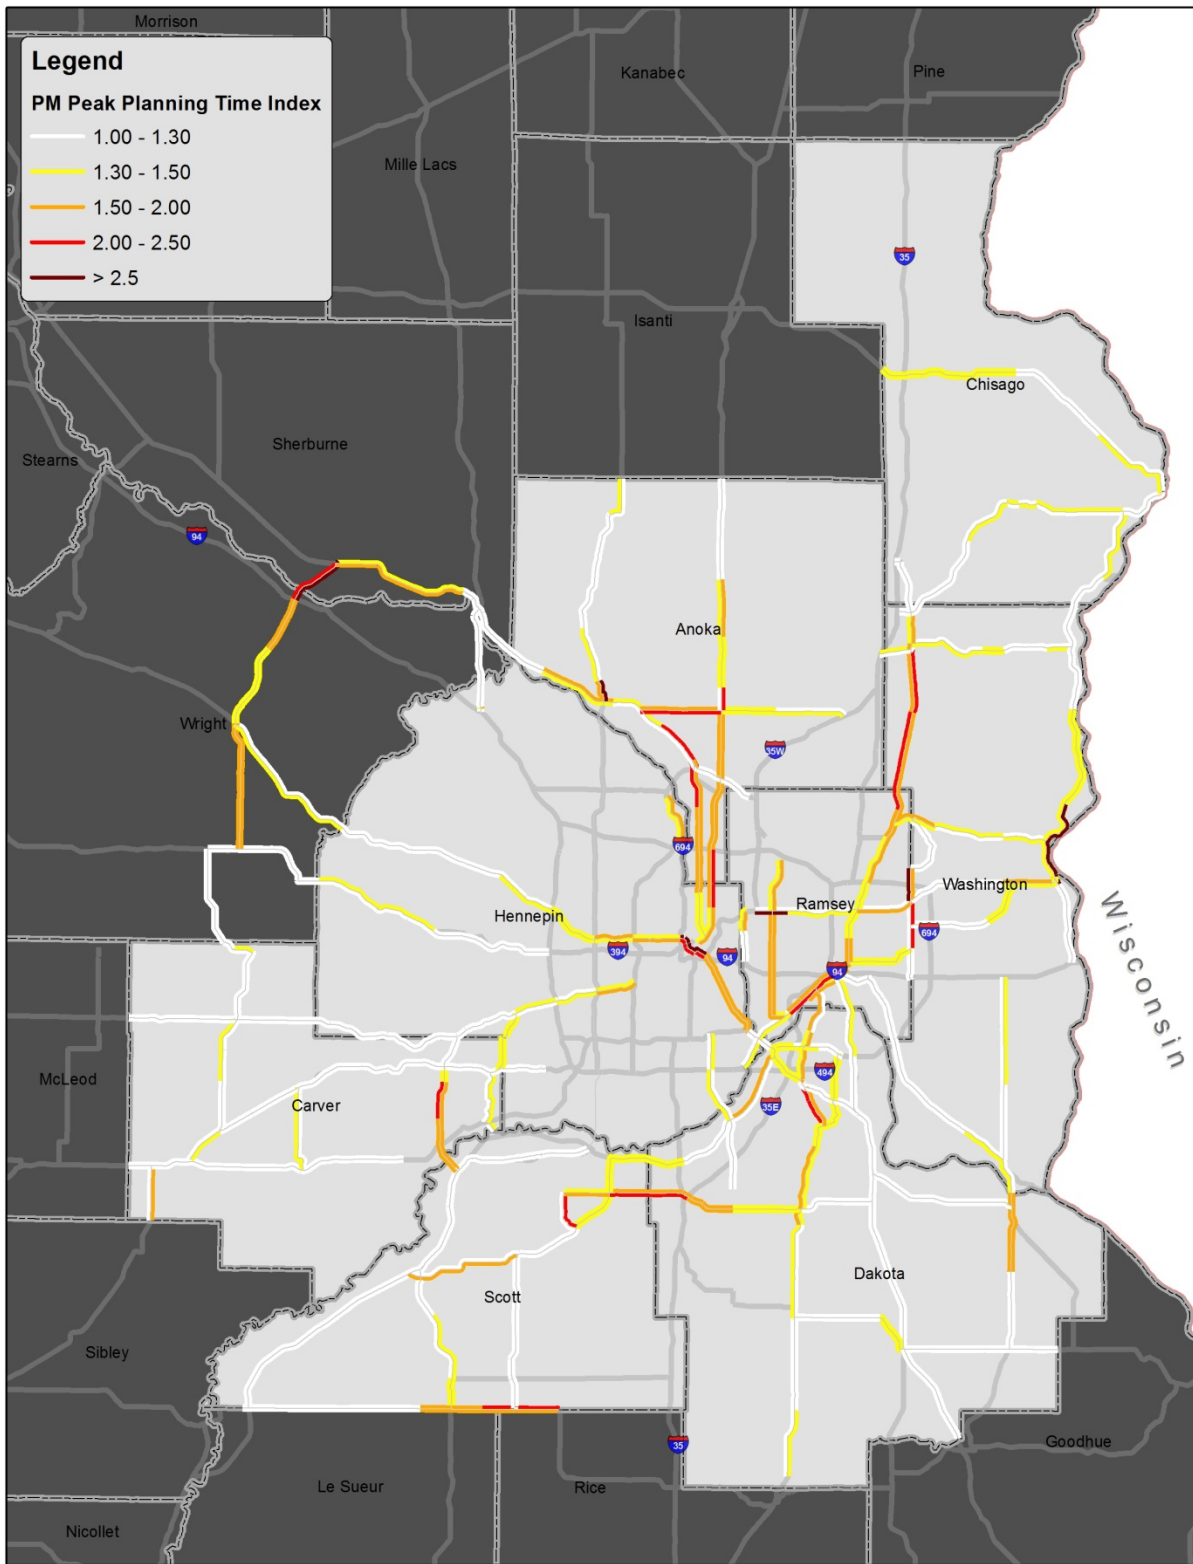 Morrison
Legend
PM Peak Planning Time Index
1.00 - 1.30
1.30 - 1.50
1.50 - 2.00
2.00 - 2.50
> 2.5
Kanabec
Pine
Mille Lacs
35
Isanti
Chisago
Sherburne
Stearns
94
Anoka
Wright
35W
694
Hennepin
Ramsey
Washington
394
94
694
94
Wisconsin
McLeod
Carver
494
35E
Scott
Dakota
Sibley
35
Goodhue
Le Sueur
Rice
Nicollet